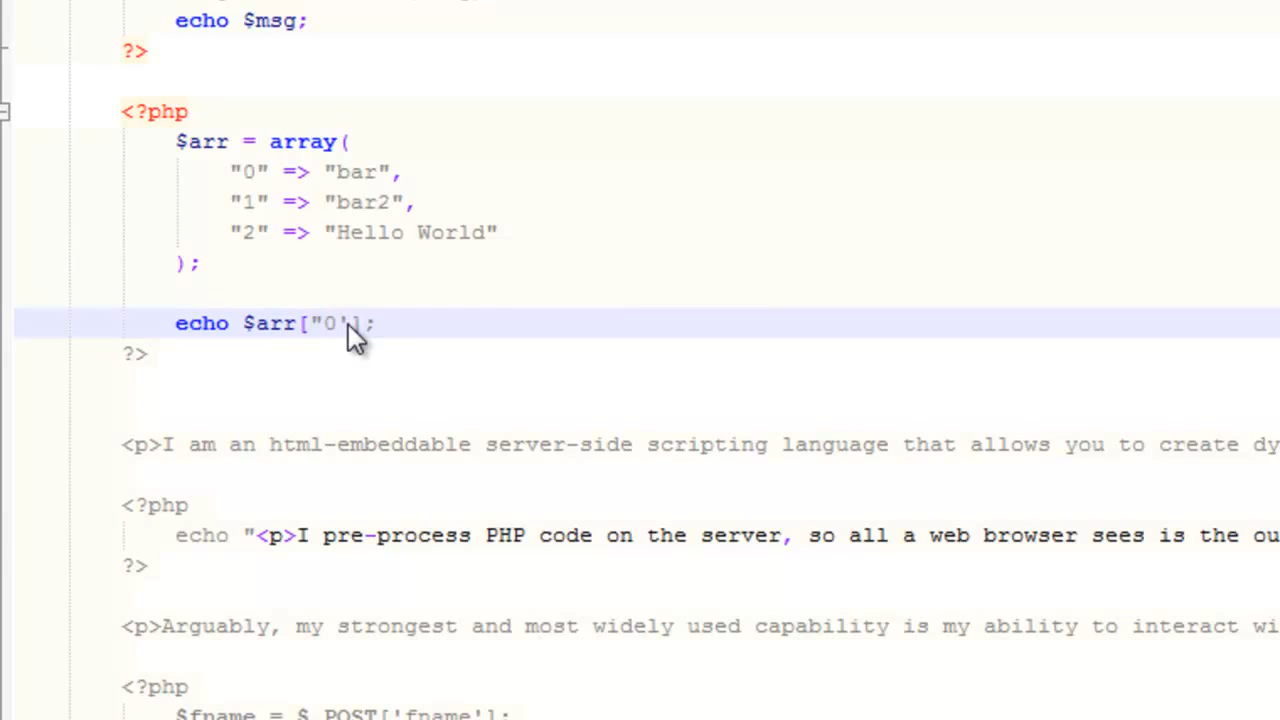 echo $msg;
?>
<?php
$arr = array(
"0" => "bar",
"1" => "bar2",
"2" => "Hello World"
);
echo $arr["0'];
?>
<p>I am an html-embeddable server-side scripting language that allows you to create dy
<?php
echo "<p>I pre-process PHP code on the server, so all a web browser sees is the ou
?>
<p>Arguably, my strongest and most widely used capability is my ability to interact wi
<?php
$fname = $_POST['fname'];